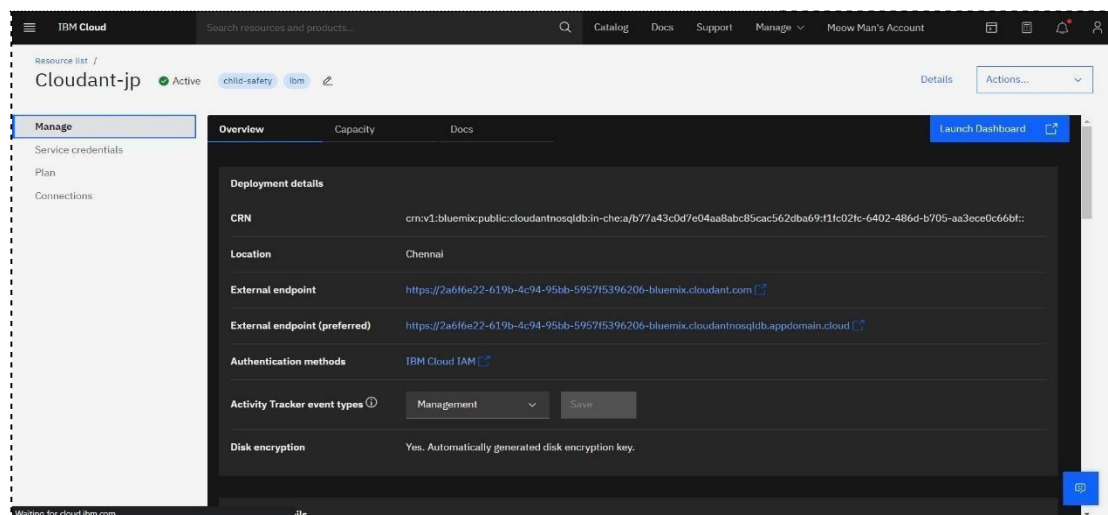 IBM Cloud Search resources and products... Catalog Docs Support Manage Meow Man's Account
Resource list /
Cloudant-jp Active child-safety ibm Details Actions...
Manage
Service credentials
Plan
Connections
Overview Capacity Docs Launch Dashboard
Deployment details
CRN crn:v1:bluemix:public:cloudantnosqldb:in-che:a/b77a43c0d7e04aa8abc85cac562dba69:f1fc02fc-6402-486d-b705-aa3ece0c66bf::
Location Chennai
External endpoint https://2a6f6e22-619b-4c94-95bb-5957f5396206-bluemix.cloudant.com
External endpoint (preferred) https://2a6f6e22-619b-4c94-95bb-5957f5396206-bluemix.cloudantnosqldb.appdomain.cloud
Authentication methods IBM Cloud IAM
Activity Tracker event types Management Save
Disk encryption Yes. Automatically generated disk encryption key.
Waiting for cloud.ibm.com